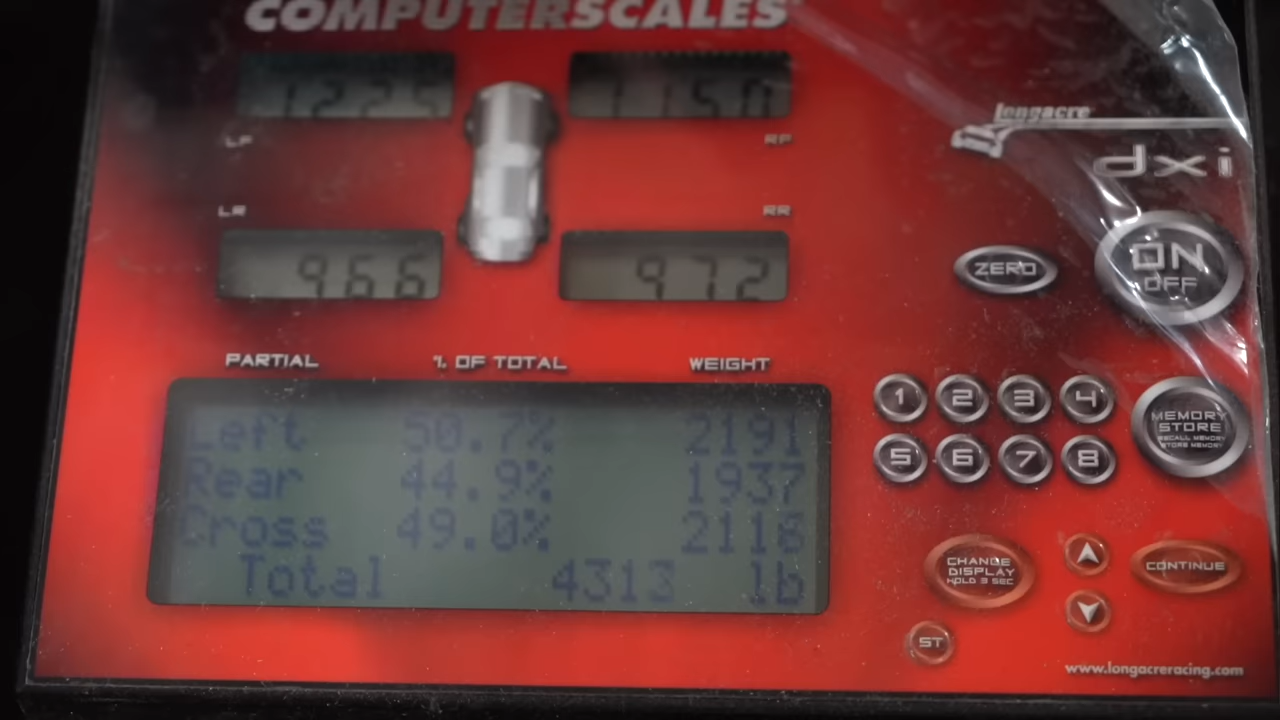 COMPUTERSCALES
1225 1150
LF RF
longacre
dxi
LR RR
966 972
ZERO
ON
OFF
PARTIAL % OF TOTAL WEIGHT
Left 50.7% 2191
Rear 44.9% 1937
Cross 49.0% 2116
Total 4313 lb
1 2 3 4
5 6 7 8
MEMORY
STORE
RECALL MEMORY
STORE MEMORY
CHANGE
DISPLAY
HOLD 3 SEC
CONTINUE
ST
www.longacreracing.com